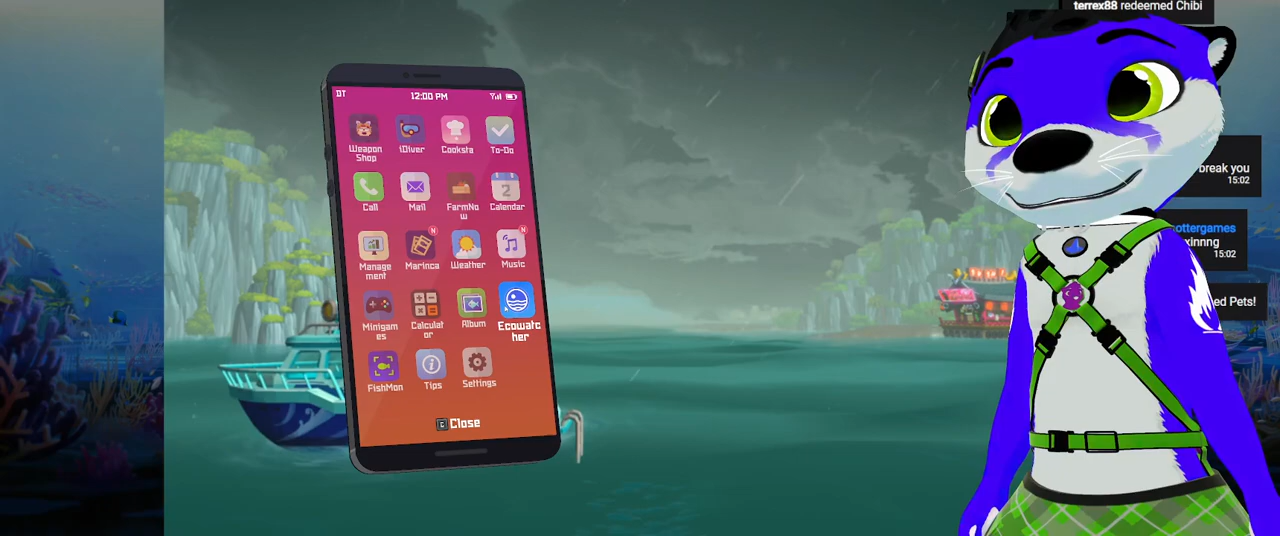 terrex88 redeemed Chibi
DT 12:00 PM
Weapon Shop
iDiver
Cooksta
To-Do
Call
Mail
FarmNo
w
Calendar
2
Manage
ment
Marinca
N
Weather
Music
N
Minigam
es
Calculat
or
Album
Ecowatc
her
FishMon
Tips
Settings
C Close
break you
15:02
ottergames
xinnng
15:02
ed Pets!